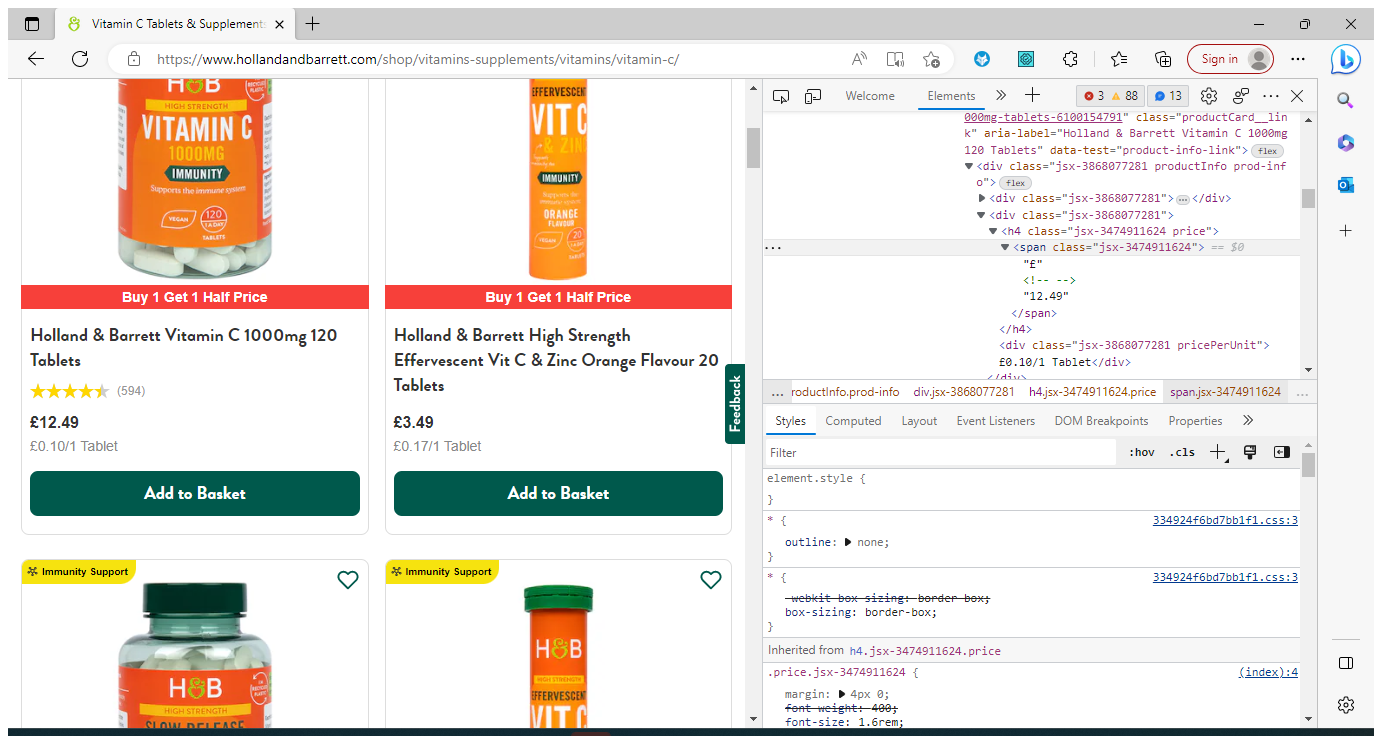 Vitamin C Tablets & Supplement
https://www.hollandandbarrett.com/shop/vitamins-supplements/vitamins/vitamin-c/
Sign in
H&B
HIGH STRENGTH
VITAMIN C
1000MG
IMMUNITY
Supports the immune system
VEGAN
120
1 A DAY
TABLETS
EFFERVESCENT
VIT C
& ZIN
IMMUNITY
Supports the
immune system
ORANGE
FLAVOUR
VEGAN
20
TABLETS
Buy 1 Get 1 Half Price
Buy 1 Get 1 Half Price
Holland & Barrett Vitamin C 1000mg 120
Tablets
(594)
£12.49
£0.10/1 Tablet
Add to Basket
Holland & Barrett High Strength
Effervescent Vit C & Zinc Orange Flavour 20
Tablets
£3.49
£0.17/1 Tablet
Add to Basket
Feedback
Immunity Support
H&B
HIGH STRENGTH
SLOW RELEASE
Immunity Support
H&B
HIGH STRENGTH
EFFERVESCENT
VIT C
Welcome
Elements
3 88
13
000mg-tablets-6100154791" class="productCard__lin
k" aria-label="Holland & Barrett Vitamin C 1000mg
120 Tablets" data-test="product-info-link"> flex
<div class="jsx-3868077281 productInfo prod-inf
o"> flex
<div class="jsx-3868077281"> … </div>
<div class="jsx-3868077281">
<h4 class="jsx-3474911624 price">
... <span class="jsx-3474911624"> == $0
"£"
<!-- -->
"12.49"
</span>
</h4>
<div class="jsx-3868077281 pricePerUnit">
£0.10/1 Tablet</div>
</div>
... roductInfo.prod-info div.jsx-3868077281 h4.jsx-3474911624.price span.jsx-3474911624 ...
Styles Computed Layout Event Listeners DOM Breakpoints Properties
Filter :hov .cls
element.style {
}
* { 334924f6bd7bb1f1.css:3
outline: none;
}
* { 334924f6bd7bb1f1.css:3
-webkit-box-sizing: border-box;
box-sizing: border-box;
}
Inherited from h4.jsx-3474911624.price
.price.jsx-3474911624 { (index):4
margin: 4px 0;
font-weight: 400;
font-size: 1.6rem;